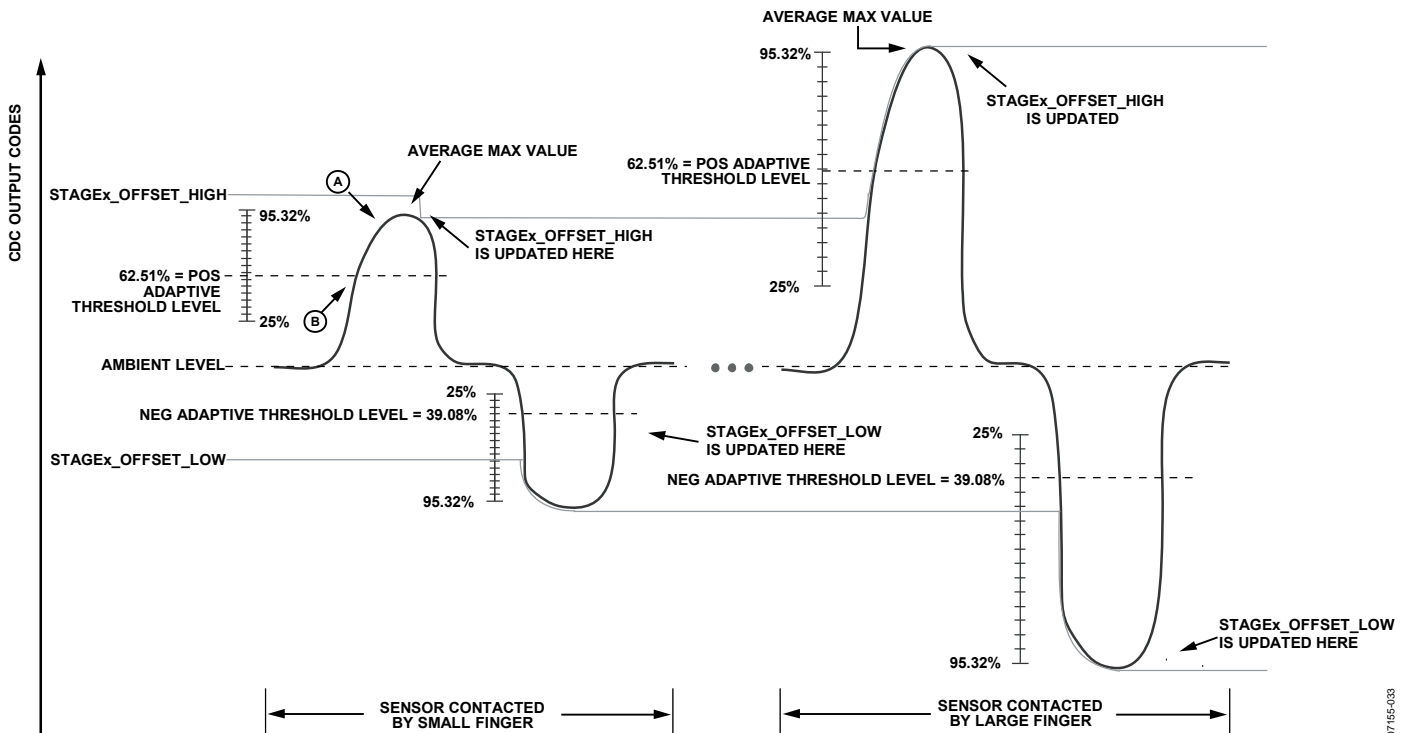 AVERAGE MAX VALUE
95.32%
STAGEx_OFFSET_HIGH
IS UPDATED
CDC OUTPUT CODES
AVERAGE MAX VALUE
62.51% = POS ADAPTIVE
THRESHOLD LEVEL
A
STAGEx_OFFSET_HIGH
95.32%
STAGEx_OFFSET_HIGH
IS UPDATED HERE
62.51% = POS
ADAPTIVE
THRESHOLD LEVEL
25%
25%
B
AMBIENT LEVEL
25%
NEG ADAPTIVE THRESHOLD LEVEL = 39.08%
STAGEx_OFFSET_LOW
IS UPDATED HERE
25%
STAGEx_OFFSET_LOW
NEG ADAPTIVE THRESHOLD LEVEL = 39.08%
95.32%
STAGEx_OFFSET_LOW
IS UPDATED HERE
95.32%
SENSOR CONTACTED
BY SMALL FINGER
SENSOR CONTACTED
BY LARGE FINGER
07155-033